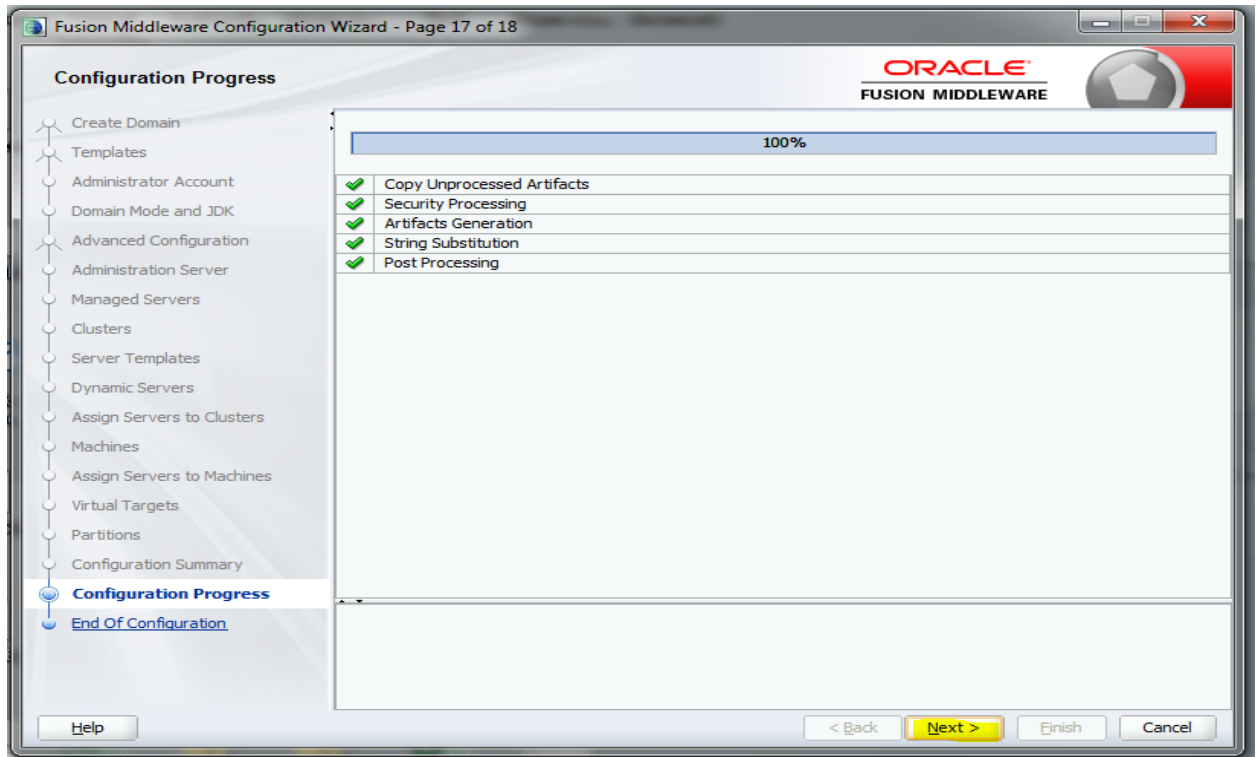 Fusion Middleware Configuration Wizard - Page 17 of 18
Configuration Progress
ORACLE
FUSION MIDDLEWARE
Create Domain
Templates
Administrator Account
Domain Mode and JDK
Advanced Configuration
Administration Server
Managed Servers
Clusters
Server Templates
Dynamic Servers
Assign Servers to Clusters
Machines
Assign Servers to Machines
Virtual Targets
Partitions
Configuration Summary
Configuration Progress
End Of Configuration
100%
Copy Unprocessed Artifacts
Security Processing
Artifacts Generation
String Substitution
Post Processing
Help
< Back
Next >
Finish
Cancel